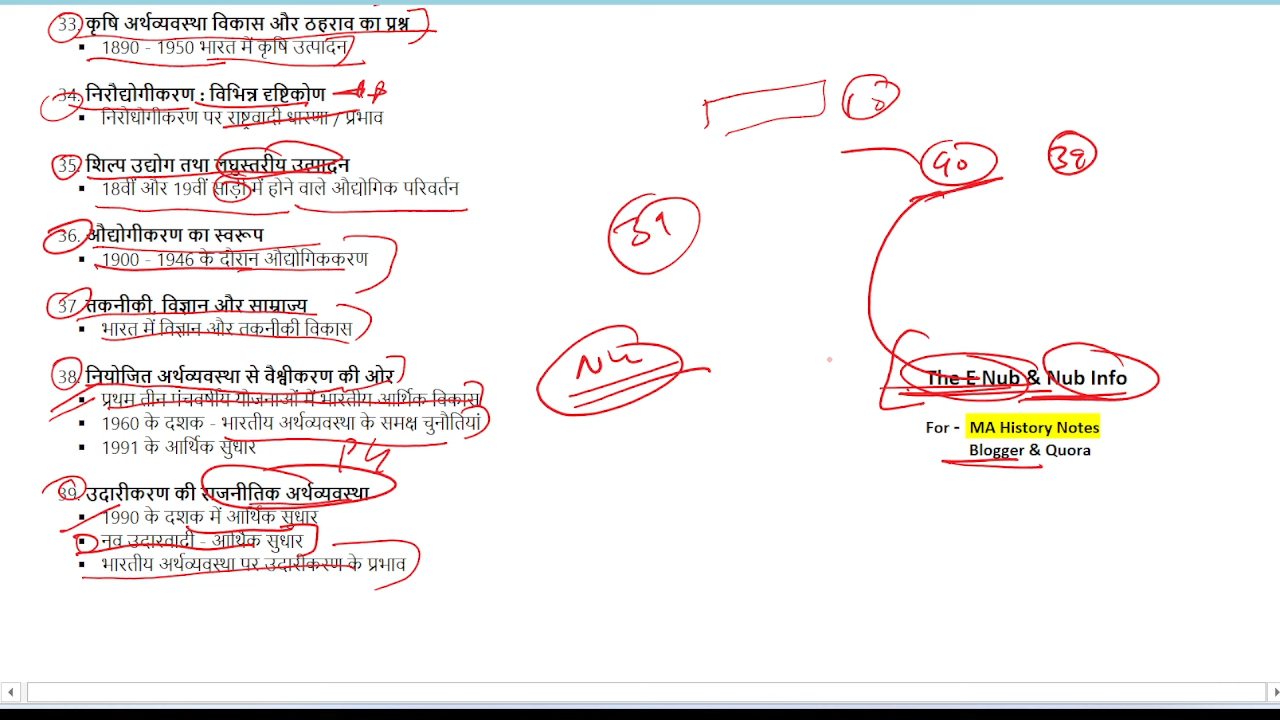 33. कृषि अर्थव्यवस्था विकास और ठहराव का प्रश्न
▪ 1890 - 1950 भारत में कृषि उत्पादन
34. निरौद्योगीकरण : विभिन्न दृष्टिकोण
▪ निरोधोगीकरण पर राष्ट्रवादी धारणा / प्रभाव
35. शिल्प उद्योग तथा लघुस्तरीय उत्पादन
▪ 18वीं और 19वीं साड़ी में होने वाले औद्योगिक परिवर्तन
36. औद्योगीकरण का स्वरूप
▪ 1900 - 1946 के दौरान औद्योगिककरण
37. तकनीकी, विज्ञान और साम्राज्य
▪ भारत में विज्ञान और तकनीकी विकास
38. नियोजित अर्थव्यवस्था से वैश्वीकरण की ओर
▪ प्रथम तीन पंचवर्षीय योजनाओं में भारतीय आर्थिक विकास
▪ 1960 के दशक - भारतीय अर्थव्यवस्था के समक्ष चुनौतियां
▪ 1991 के आर्थिक सुधार
39. उदारीकरण की राजनीतिक अर्थव्यवस्था
▪ 1990 के दशक में आर्थिक सुधार
▪ नव उदारवादी - आर्थिक सुधार
▪ भारतीय अर्थव्यवस्था पर उदारीकरण के प्रभाव
39
The E Nub & Nub Info
For - MA History Notes
Blogger & Quora